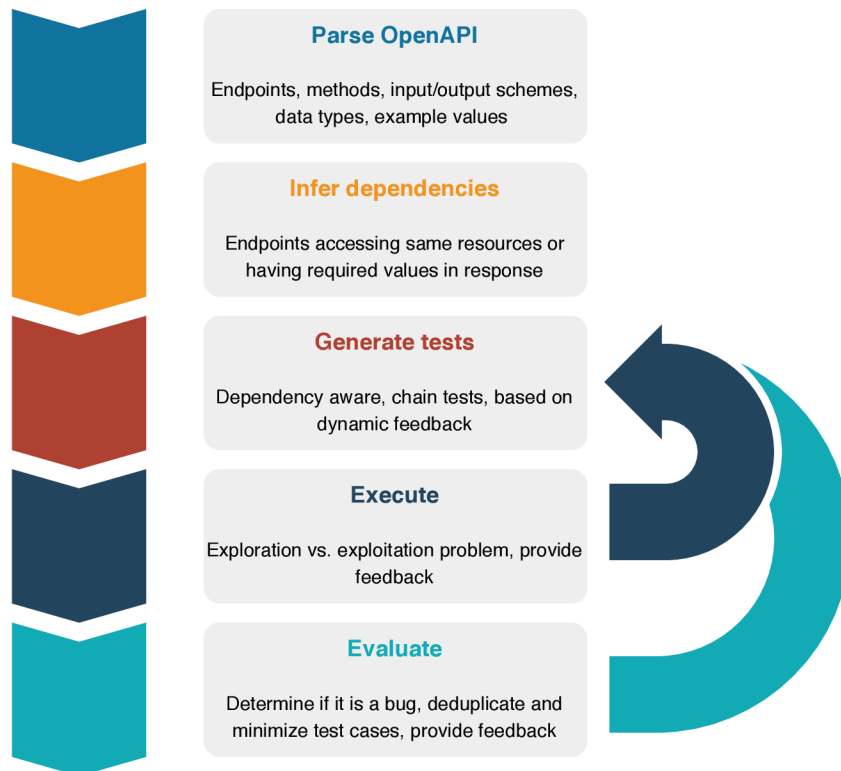 Parse OpenAPI
Endpoints, methods, input/output schemes,
data types, example values
Infer dependencies
Endpoints accessing same resources or
having required values in response
Generate tests
Dependency aware, chain tests, based on
dynamic feedback
Execute
Exploration vs. exploitation problem, provide
feedback
Evaluate
Determine if it is a bug, deduplicate and
minimize test cases, provide feedback